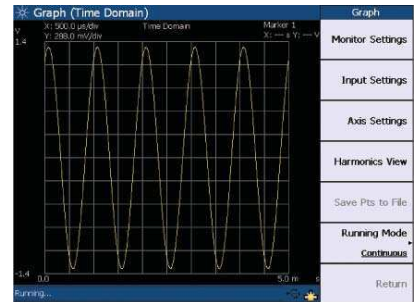 Graph (Time Domain)
Graph
X: 500.0 µs/div
Time Domain
Marker 1
V
Y: 288.0 mV/div
X: --- s Y: --- V
1.4
Monitor Settings
Input Settings
Axis Settings
Harmonics View
Save Pts to File
Running Mode
Continuous
-1.4
0.0
5.0 m
s
Return
Running...